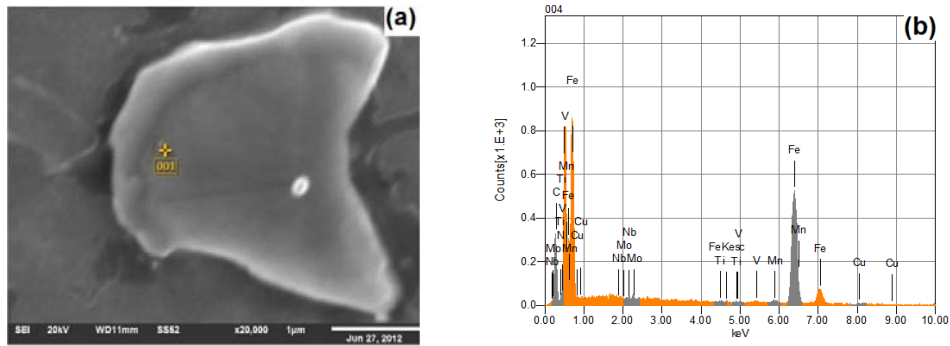 (a)
001
SEI 20kV WD11mm SS52 x20,000 1µm
Jun 27, 2012
004
(b)
Counts[x1.E+3]
1.2
1.0
0.8
0.6
0.4
0.2
0.0
Fe
V
Mn
Ti
C
Fe
V
T
Cu
N
Cu
Mo
Mn
Nb
Nb
Mo
Nb
Mo
Fe Kesc
Ti
V
Ti
V
Mn
Fe
Mn
Fe
Cu
Cu
0.00 1.00 2.00 3.00 4.00 5.00 6.00 7.00 8.00 9.00 10.00
keV